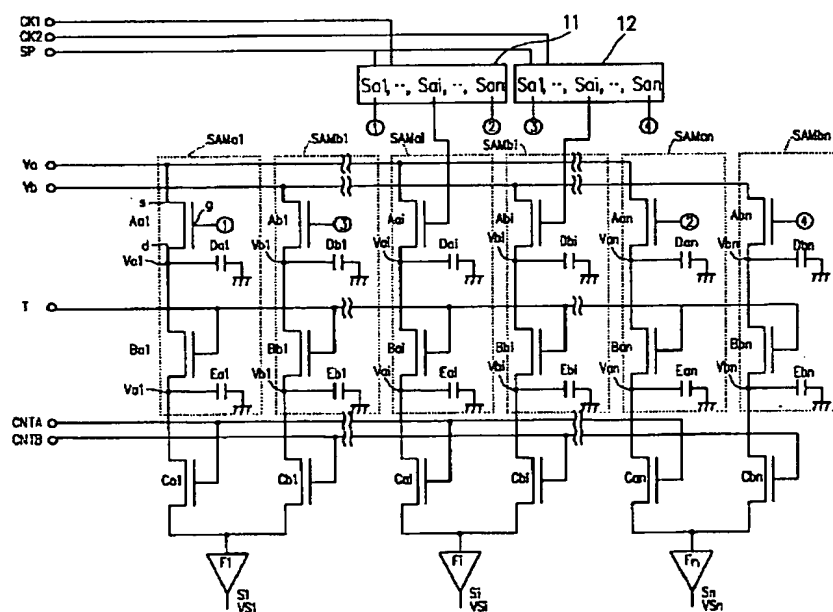 CK1
CK2
SP
11
12
Sa1,··, Sai,··, San
Sa1,··, Sai,··, San
① ② ③ ④
SAMa1 SAMb1 SAMai SAMbi SAMan SAMbn
Va
Vb
s
g
d
Aa1 ① Ab1 ③ Aai Abi Aan ② Abn ④
Va1 Da1 Vb1 Db1 Vai Dai Vbi Dbi Van Dan Vbn Dbn
T
Ba1 Bb1 Bai Bbi Ban Bbn
Va1 Ea1 Vb1 Eb1 Vai Eai Vbi Ebi Van Ean Vbn Ebn
CNTA
CNTB
Ca1 Cb1 Cai Cbi Can Cbn
F1 Fi Fn
S1 Si Sn
VS1 VSi VSn